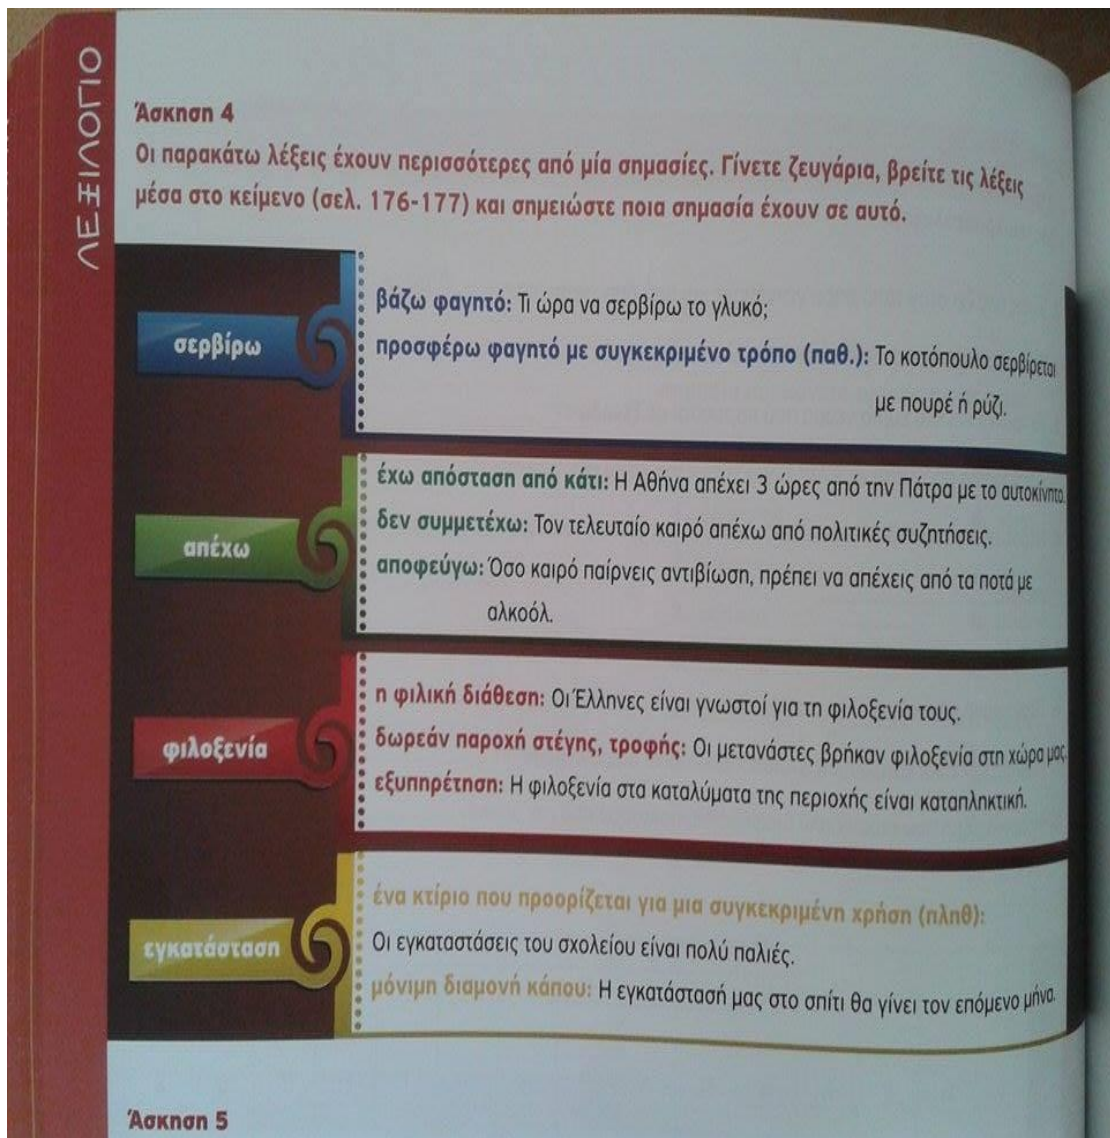 ΛΕΞΙΛΟΓΙΟ
Άσκηση 4
Οι παρακάτω λέξεις έχουν περισσότερες από μία σημασίες. Γίνετε ζευγάρια, βρείτε τις λέξεις
μέσα στο κείμενο (σελ. 176-177) και σημειώστε ποια σημασία έχουν σε αυτό.
σερβίρω
βάζω φαγητό: Τι ώρα να σερβίρω το γλυκό;
προσφέρω φαγητό με συγκεκριμένο τρόπο (παθ.): Το κοτόπουλο σερβίρεται
με πουρέ ή ρύζι.
απέχω
έχω απόσταση από κάτι: Η Αθήνα απέχει 3 ώρες από την Πάτρα με το αυτοκίνητο.
δεν συμμετέχω: Τον τελευταίο καιρό απέχω από πολιτικές συζητήσεις.
αποφεύγω: Όσο καιρό παίρνεις αντιβίωση, πρέπει να απέχεις από τα ποτά με
αλκοόλ.
φιλοξενία
η φιλική διάθεση: Οι Έλληνες είναι γνωστοί για τη φιλοξενία τους.
δωρεάν παροχή στέγης, τροφής: Οι μετανάστες βρήκαν φιλοξενία στη χώρα μας.
εξυπηρέτηση: Η φιλοξενία στα καταλύματα της περιοχής είναι καταπληκτική.
εγκατάσταση
ένα κτίριο που προορίζεται για μια συγκεκριμένη χρήση (πληθ):
Οι εγκαταστάσεις του σχολείου είναι πολύ παλιές.
μόνιμη διαμονή κάπου: Η εγκατάστασή μας στο σπίτι θα γίνει τον επόμενο μήνα.
Άσκηση 5